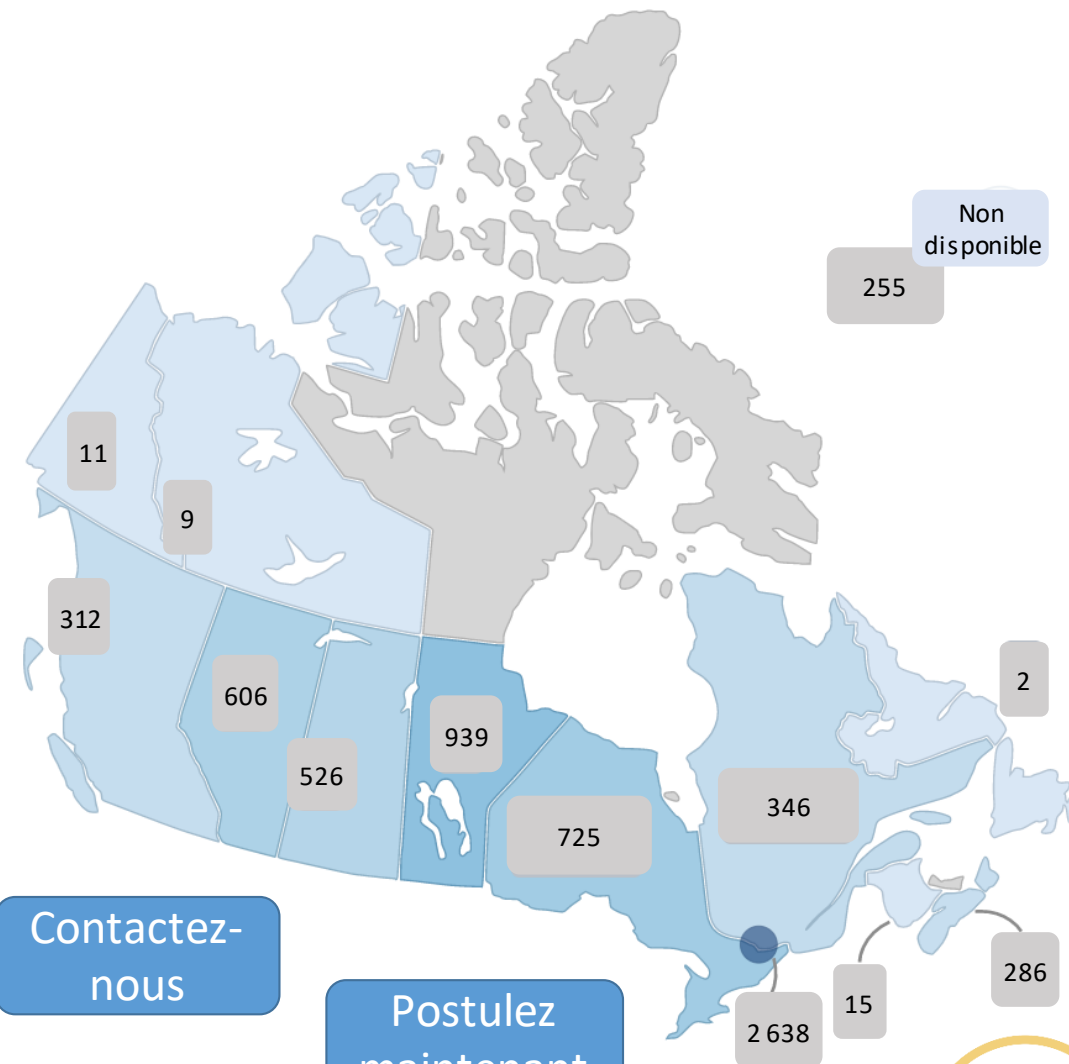 Non
disponible
255
11
9
312
606
526
939
725
346
2
286
15
2 638
Contactez-
nous
Postulez
maintenant